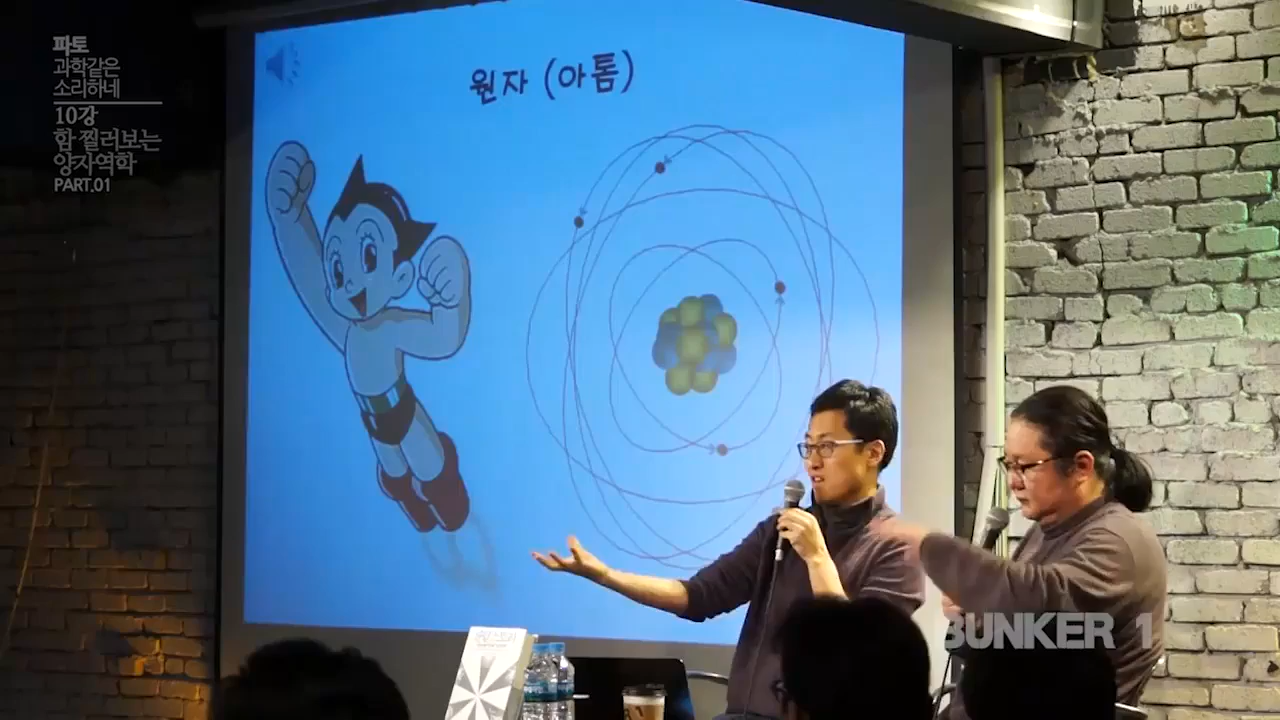 파토
과학같은
소리하네
10강
함 찔러보는
양자역학
PART.01
원자 (아톰)
BUNKER 1